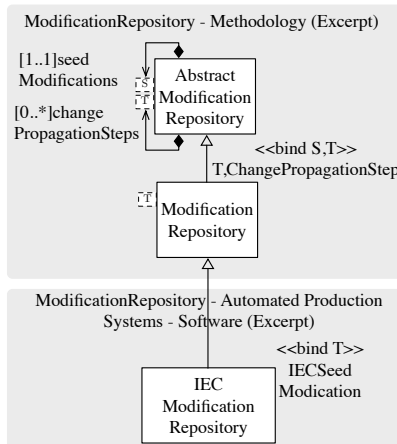 ModificationRepository - Methodology (Excerpt)
[1..1]seed
Modifications
[0..*]change
PropagationSteps
S
T
Abstract
Modification
Repository
<<bind S,T>>
T,ChangePropagationStep
T
Modification
Repository
ModificationRepository - Automated Production
Systems - Software (Excerpt)
<<bind T>>
IECSeed
Modication
IEC
Modification
Repository